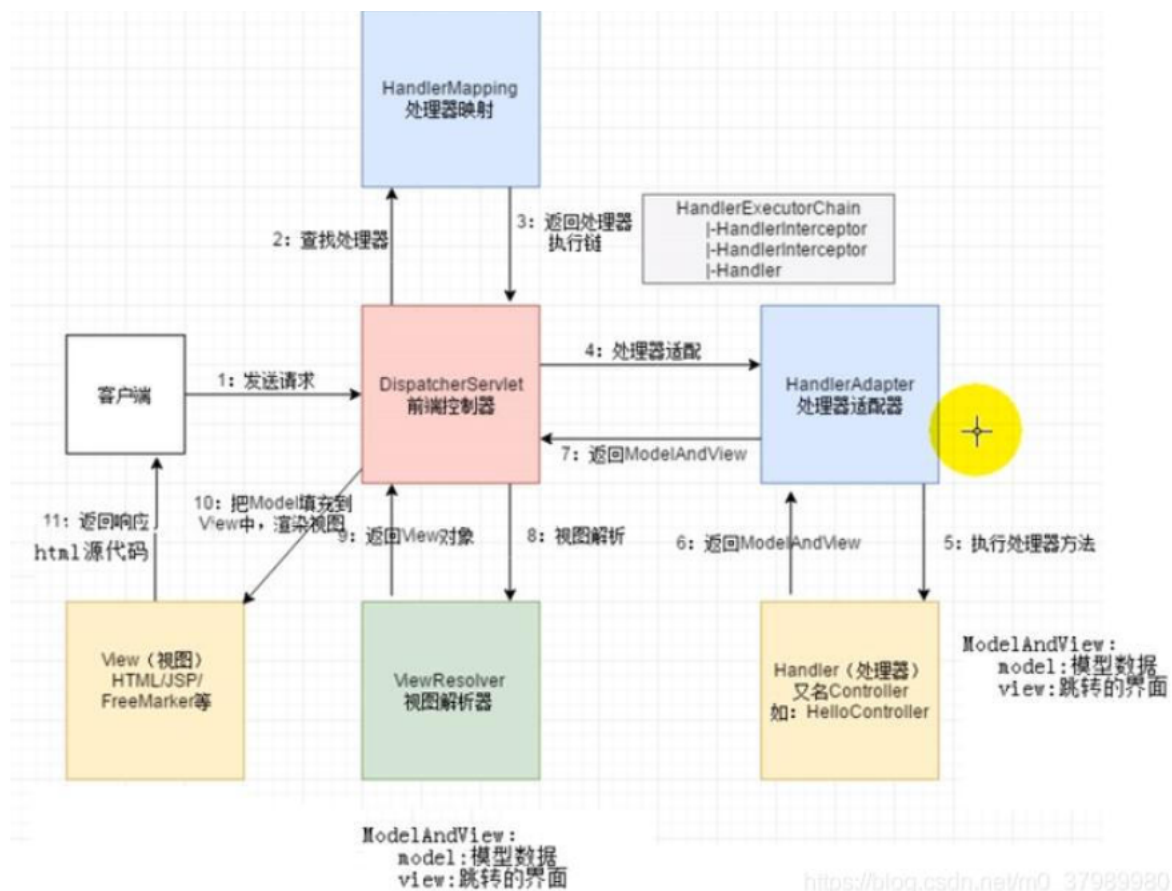 HandlerMapping
处理器映射
2：查找处理器
3：返回处理器
执行链
HandlerExecutorChain
|-HandlerInterceptor
|-HandlerInterceptor
|-Handler
客户端
1：发送请求
DispatcherServlet
前端控制器
4：处理器适配
HandlerAdapter
处理器适配器
7：返回ModelAndView
11：返回响应
html源代码
10：把Model填充到
View中，渲染视图
9：返回View对象
8：视图解析
6：返回ModelAndView
5：执行处理器方法
View（视图）
HTML/JSP/
FreeMarker等
ViewResolver
视图解析器
Handler（处理器）
又名Controller
如：HelloController
ModelAndView：
model:模型数据
view:跳转的界面
ModelAndView：
model:模型数据
view:跳转的界面
https://blog.csdn.net/m0_37989980